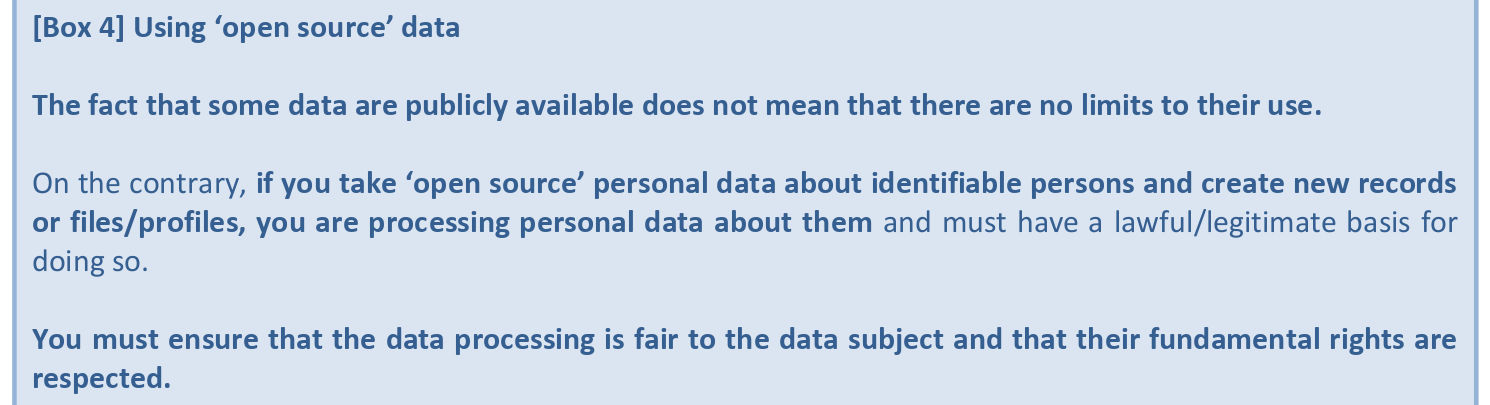 [Box 4] Using ‘open source’ data
The fact that some data are publicly available does not mean that there are no limits to their use.
On the contrary, if you take ‘open source’ personal data about identifiable persons and create new records
or files/profiles, you are processing personal data about them and must have a lawful/legitimate basis for
doing so.
You must ensure that the data processing is fair to the data subject and that their fundamental rights are
respected.